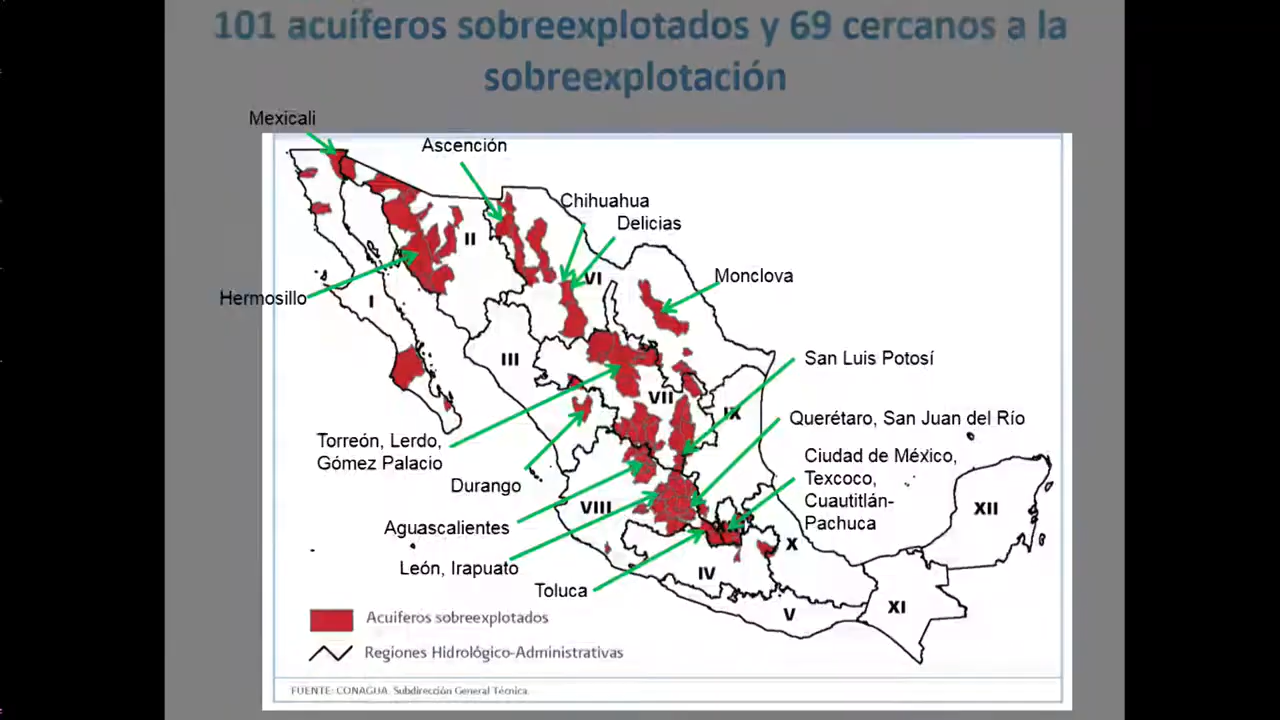 101 acuíferos sobreexplotados y 69 cercanos a la
sobreexplotación
Mexicali
Ascención
Chihuahua
Delicias
II
VI
Monclova
Hermosillo
I
III
San Luis Potosí
VII
IX
Querétaro, San Juan del Río
Torreón, Lerdo,
Gómez Palacio
Ciudad de México,
Texcoco,
Cuautitlán-
Pachuca
Durango
VIII
XII
Aguascalientes
X
León, Irapuato
IV
Toluca
V
XI
Acuíferos sobreexplotados
Regiones Hidrológico-Administrativas
FUENTE: CONAGUA. Subdirección General Técnica.